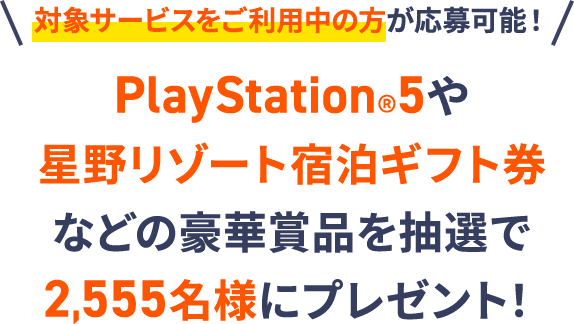 対象サービスをご利用中の方が応募可能！
PlayStation®5や
星野リゾート宿泊ギフト券
などの豪華賞品を抽選で
2,555名様にプレゼント！